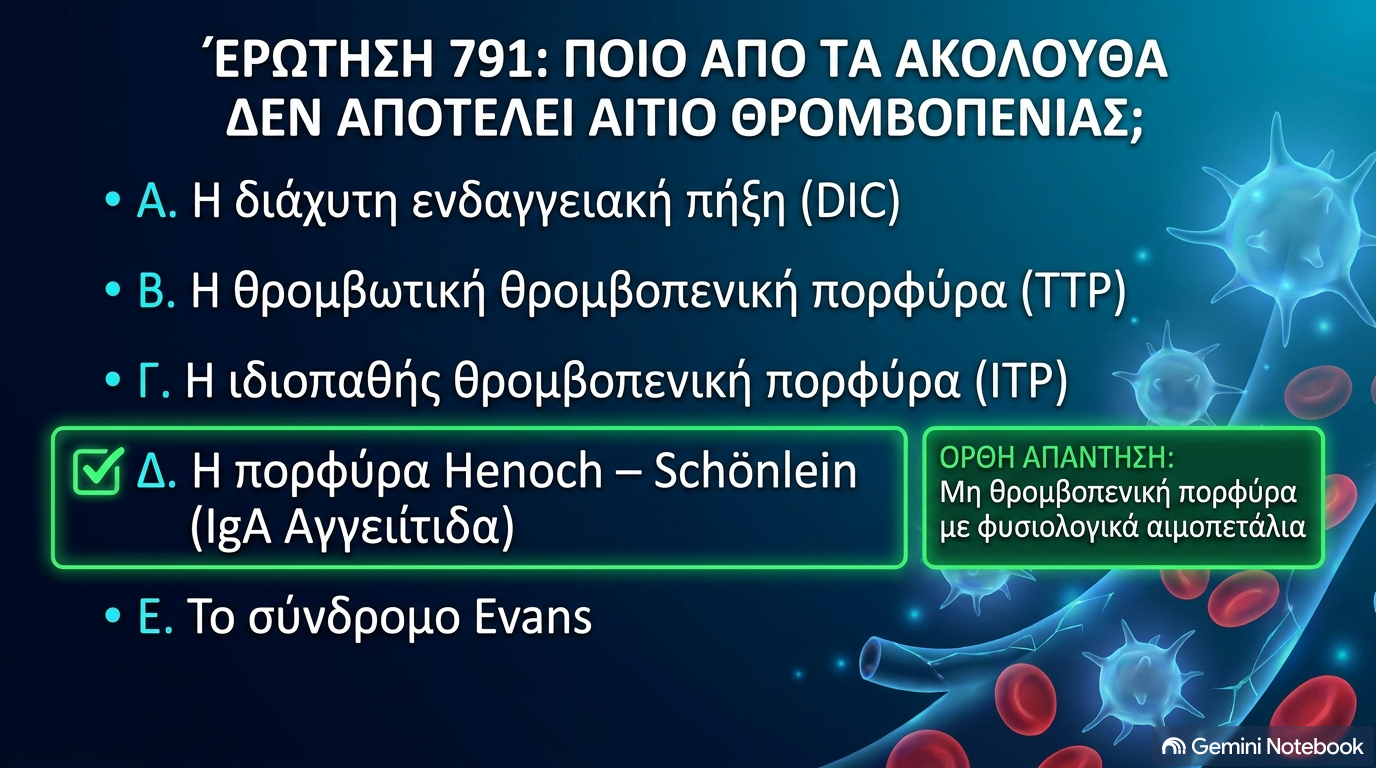 ΄ΕΡΩΤΗΣΗ 791: ΠΟΙΟ ΑΠΟ ΤΑ ΑΚΟΛΟΥΘΑ
ΔΕΝ ΑΠΟΤΕΛΕΙ ΑΙΤΙΟ ΘΡΟΜΒΟΠΕΝΙΑΣ;
• Α. Η διάχυτη ενδαγγειακή πήξη (DIC)
• Β. Η θρομβωτική θρομβοπενική πορφύρα (TTP)
• Γ. Η ιδιοπαθής θρομβοπενική πορφύρα (ITP)
Δ. Η πορφύρα Henoch – Schönlein
(IgA Αγγειίτιδα)
ΟΡΘΗ ΑΠΑΝΤΗΣΗ:
Μη θρομβοπενική πορφύρα
με φυσιολογικά αιμοπετάλια
• Ε. Το σύνδρομο Evans
Gemini Notebook